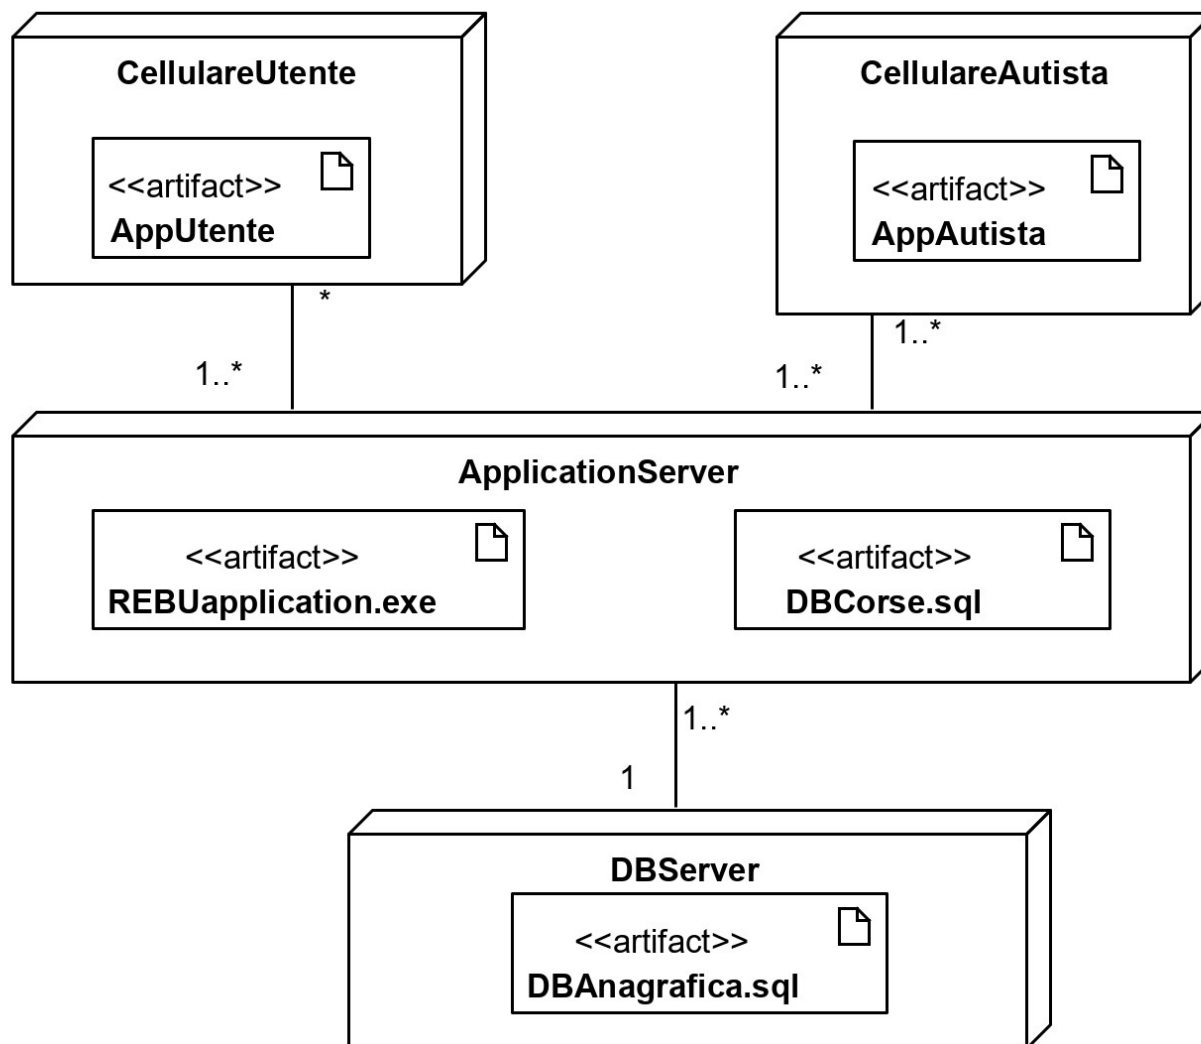 CellulareUtente
<<artifact>>
AppUtente
CellulareAutista
<<artifact>>
AppAutista
*
1..*
1..*
1..*
ApplicationServer
<<artifact>>
REBUapplication.exe
<<artifact>>
DBCorse.sql
1..*
1
DBServer
<<artifact>>
DBAnagrafica.sql